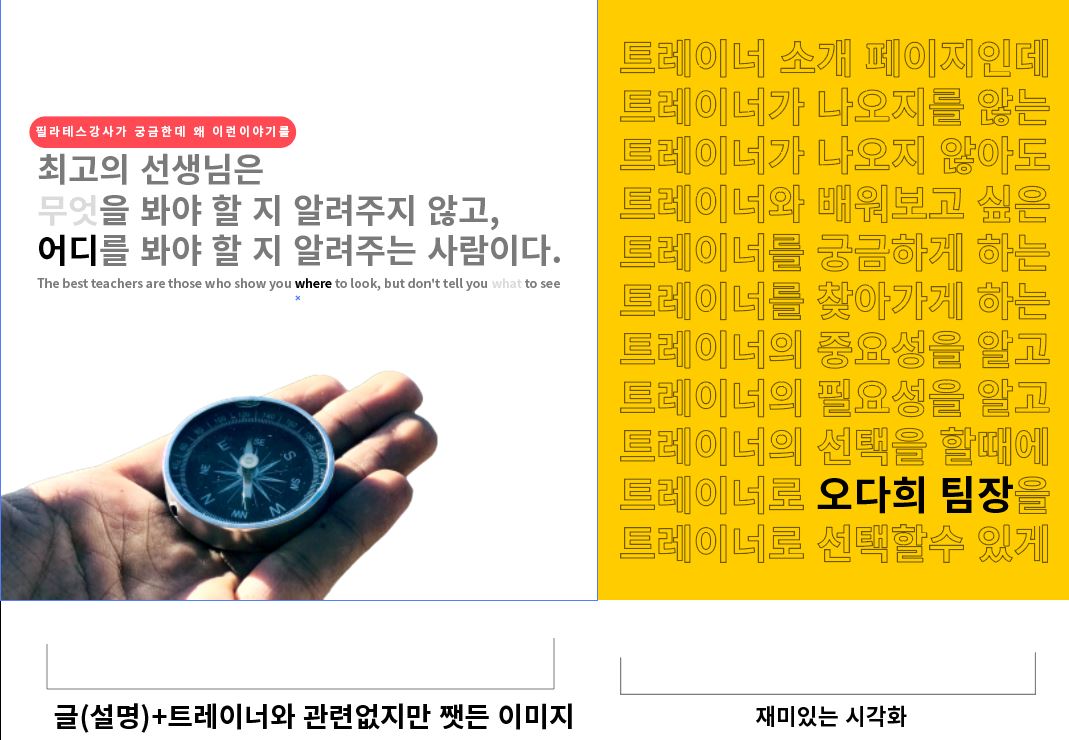 필라테스강사가 궁금한데 왜 이런이야기를
최고의 선생님은
무엇을 봐야 할 지 알려주지 않고,
어디를 봐야 할 지 알려주는 사람이다.
The best teachers are those who show you where to look, but don't tell you what to see
E
SE
S
SW
W
NW
N
NE
트레이너 소개 페이지인데
트레이너가 나오지를 않는
트레이너가 나오지 않아도
트레이너와 배워보고 싶은
트레이너를 궁금하게 하는
트레이너를 찾아가게 하는
트레이너의 중요성을 알고
트레이너의 필요성을 알고
트레이너의 선택을 할때에
트레이너로 오다희 팀장을
트레이너로 선택할수 있게
글(설명)+트레이너와 관련없지만 쨋든 이미지
재미있는 시각화